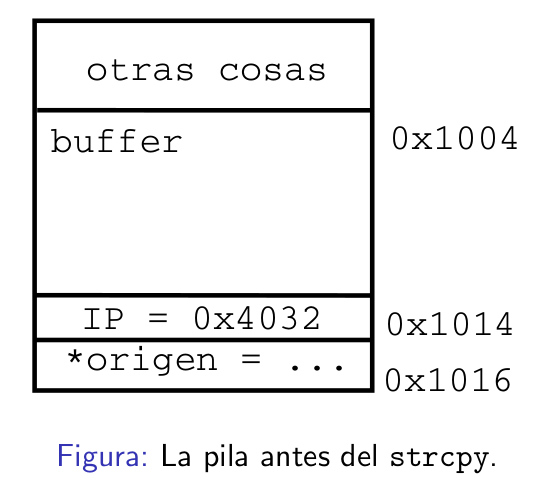 otras cosas
buffer 0x1004
IP = 0x4032 0x1014
*origen = ... 0x1016
Figura: La pila antes del strcpy.